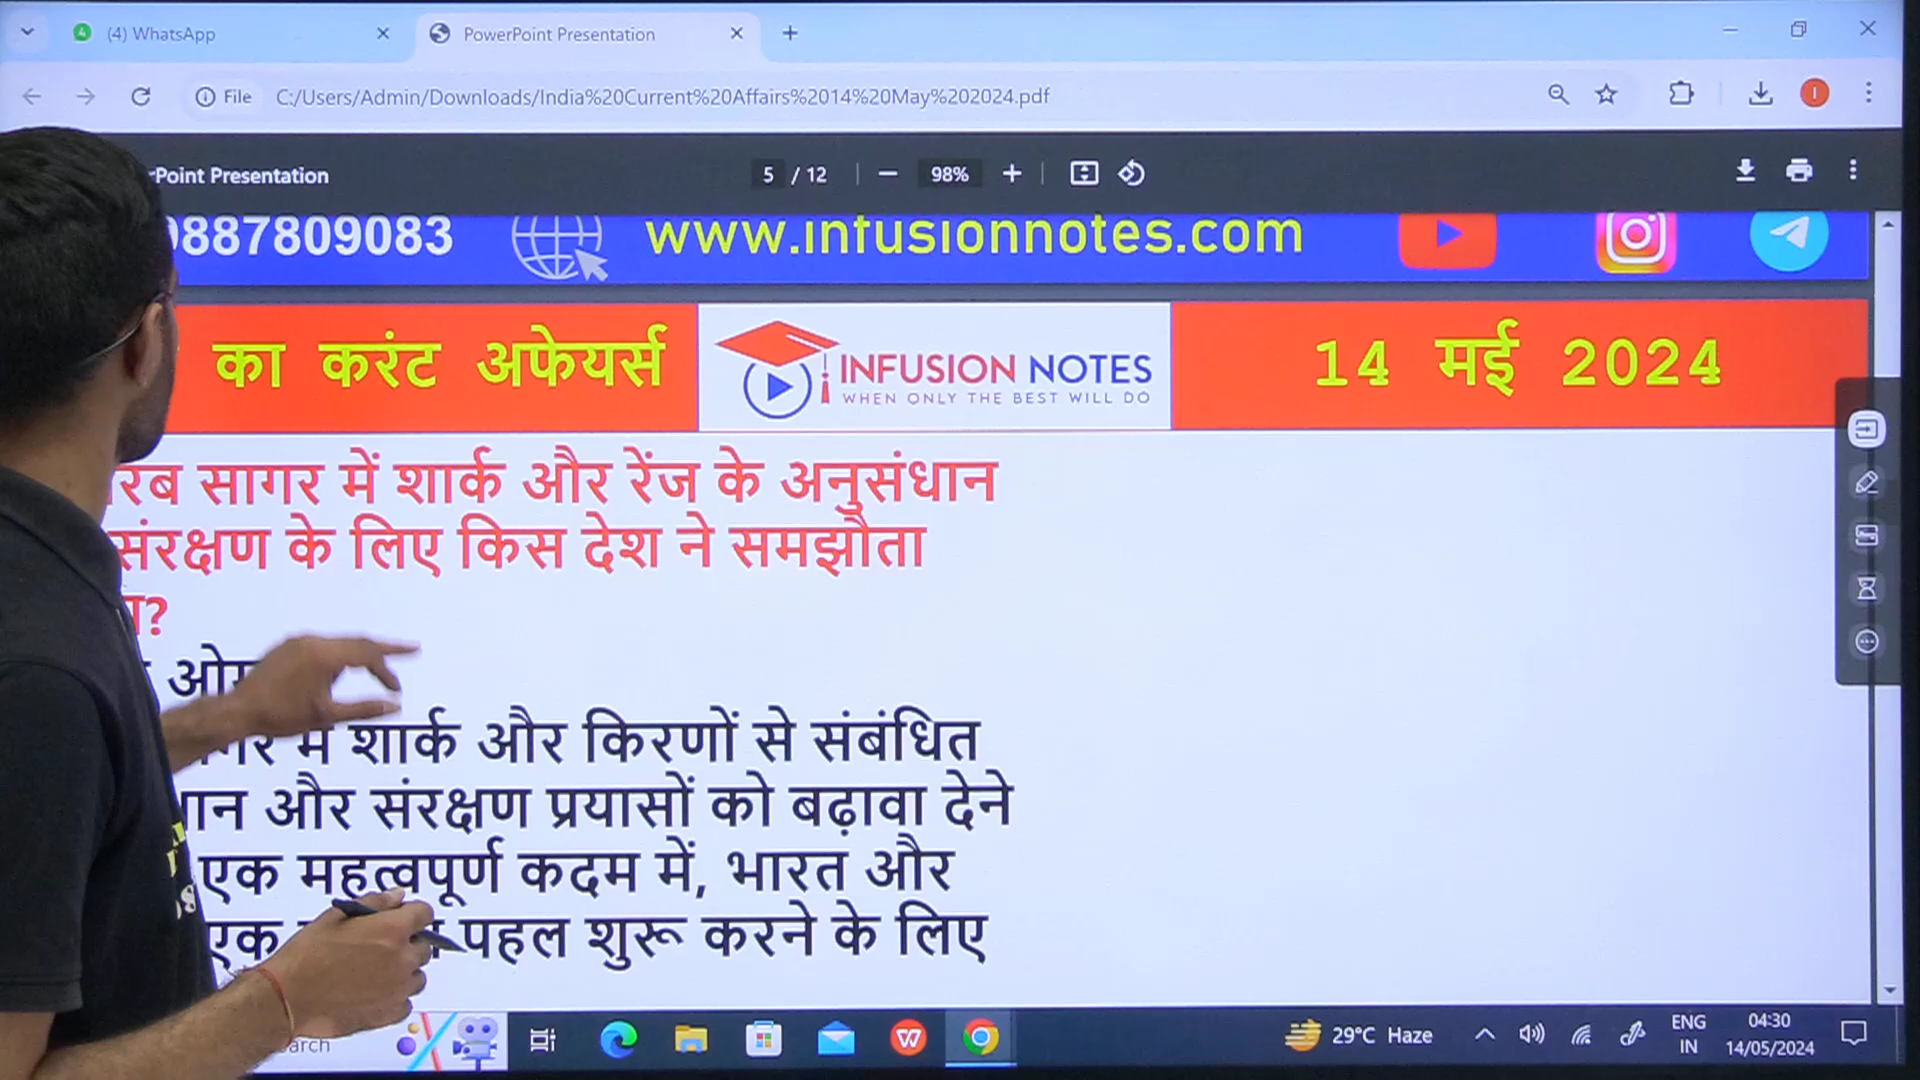 (4) WhatsApp
PowerPoint Presentation
File C:/Users/Admin/Downloads/India%20Current%20Affairs%2014%20May%202024.pdf
Presentation
5 / 12
98%
9887809083
www.infusionnotes.com
का करंट अफेयर्स
INFUSION NOTES
WHEN ONLY THE BEST WILL DO
14 मई 2024
सागर में शार्क और रेंज के अनुसंधान
संरक्षण के लिए किस देश ने समझौता
में शार्क और किरणों से संबंधित
और संरक्षण प्रयासों को बढ़ावा देने
एक महत्वपूर्ण कदम में, भारत और
एक पहल शुरू करने के लिए
29°C Haze
ENG
IN
04:30
14/05/2024